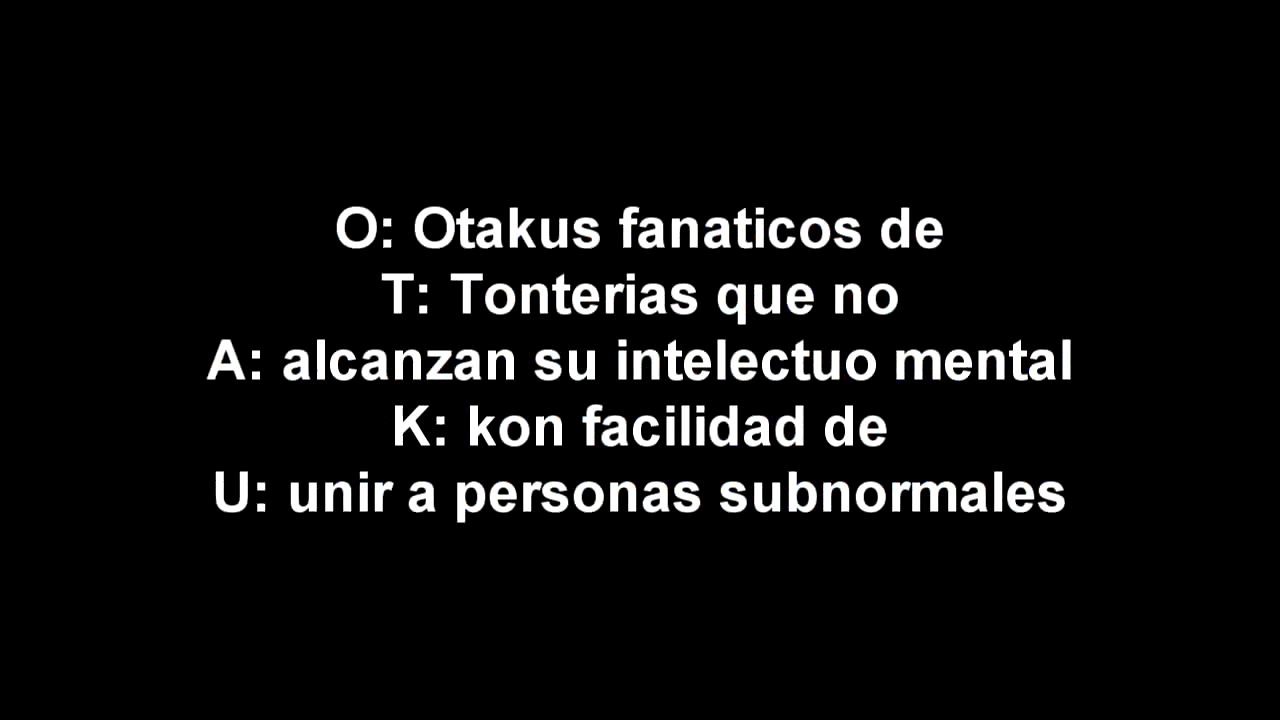 O: Otakus fanaticos de
T: Tonterias que no
A: alcanzan su intelectuo mental
K: kon facilidad de
U: unir a personas subnormales